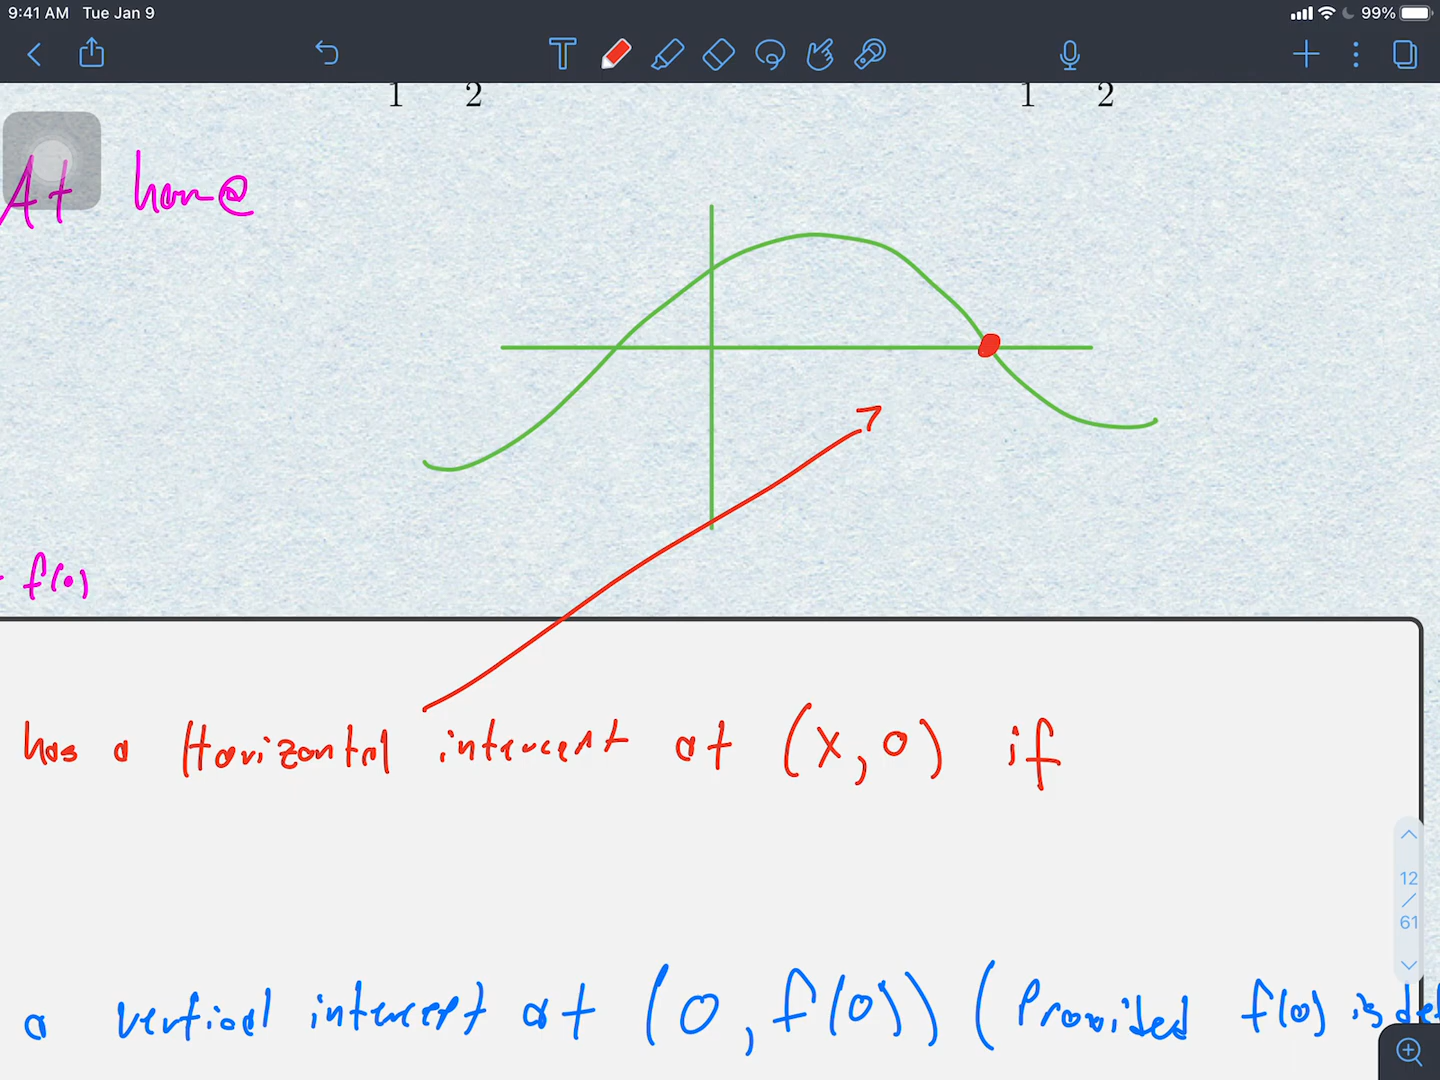 9:41 AM Tue Jan 9 99%
1 2 1 2
At home
f(0)
has a Horizontal intercept at (x,0) if
12
/
61
a vertical intercept at (0, f(0)) (Provided f(0) is def